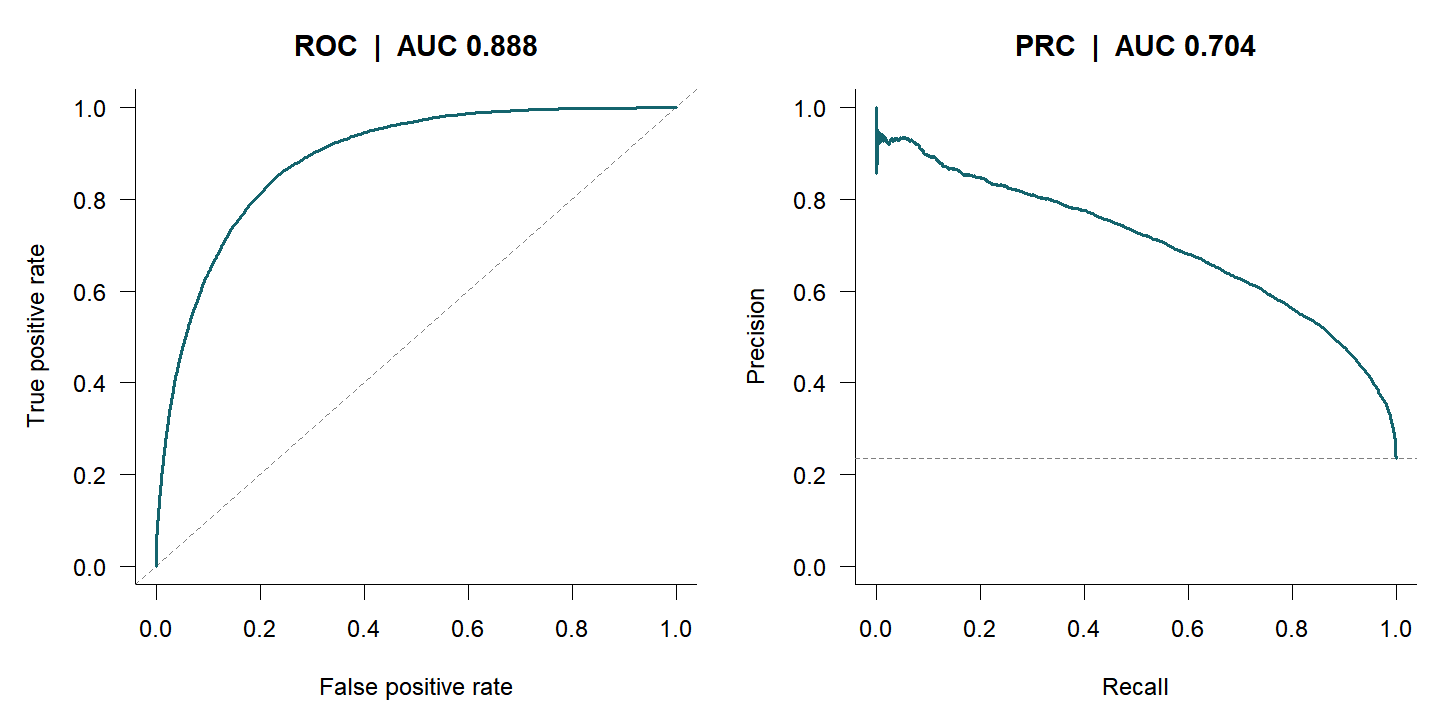 ROC | AUC 0.888
1.0
0.8
0.6
0.4
0.2
0.0
True positive rate
0.0 0.2 0.4 0.6 0.8 1.0
False positive rate
PRC | AUC 0.704
1.0
0.8
0.6
0.4
0.2
0.0
Precision
0.0 0.2 0.4 0.6 0.8 1.0
Recall